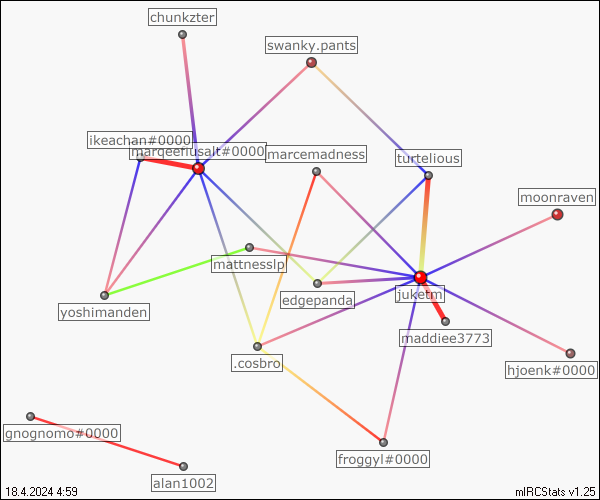 chunkzter
swanky.pants
ikeachan#0000
marqeeflusalt#0000
marcemadness
turtelious
moonraven
mattnesslp
edgepanda
juketm
yoshimanden
maddiee3773
.cosbro
hjoenk#0000
gnognomo#0000
froggyl#0000
alan1002
18.4.2024 4:59
mIRCStats v1.25